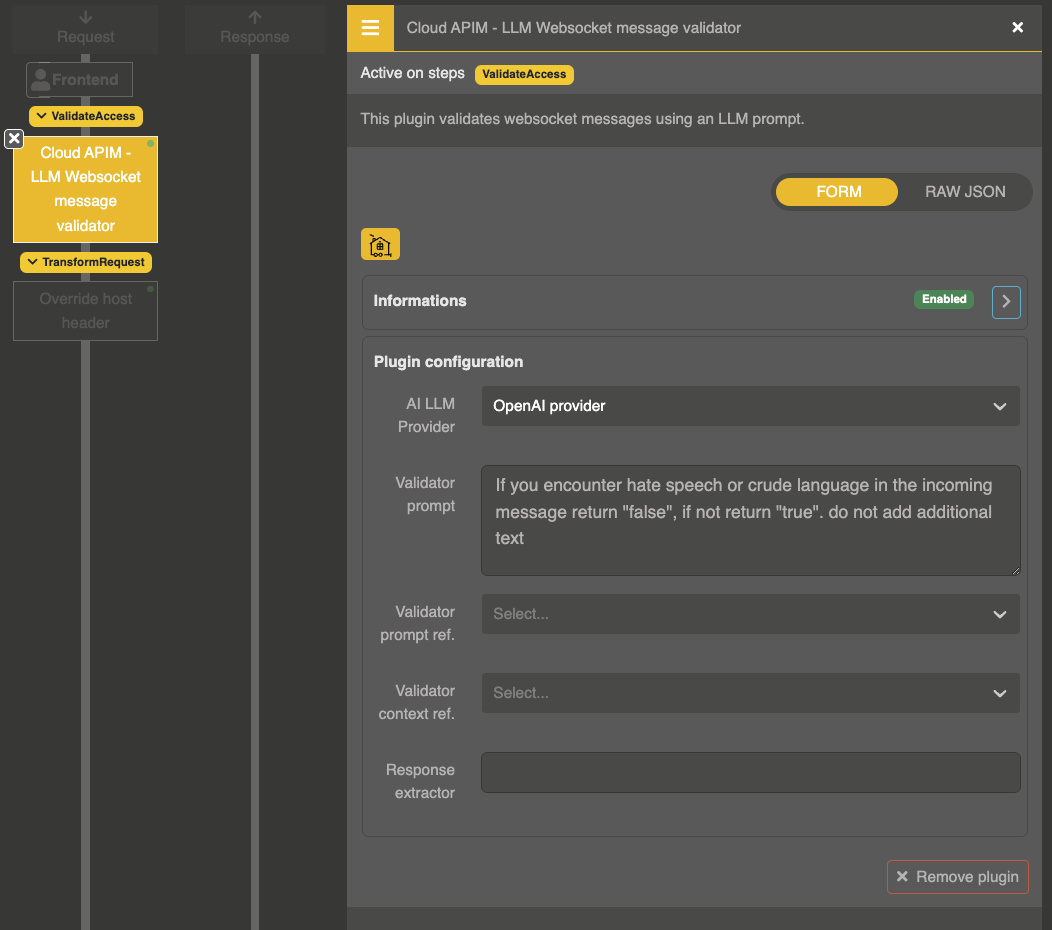 Request
Response
Frontend
ValidateAccess
Cloud APIM -
LLM Websocket
message
validator
TransformRequest
Override host
header
Cloud APIM - LLM Websocket message validator
Active on steps ValidateAccess
This plugin validates websocket messages using an LLM prompt.
FORM RAW JSON
Informations
Enabled
Plugin configuration
AI LLM
Provider
OpenAI provider
Validator
prompt
If you encounter hate speech or crude language in the incoming
message return "false", if not return "true". do not add additional
text
Validator
prompt ref.
Select...
Validator
context ref.
Select...
Response
extractor
Remove plugin